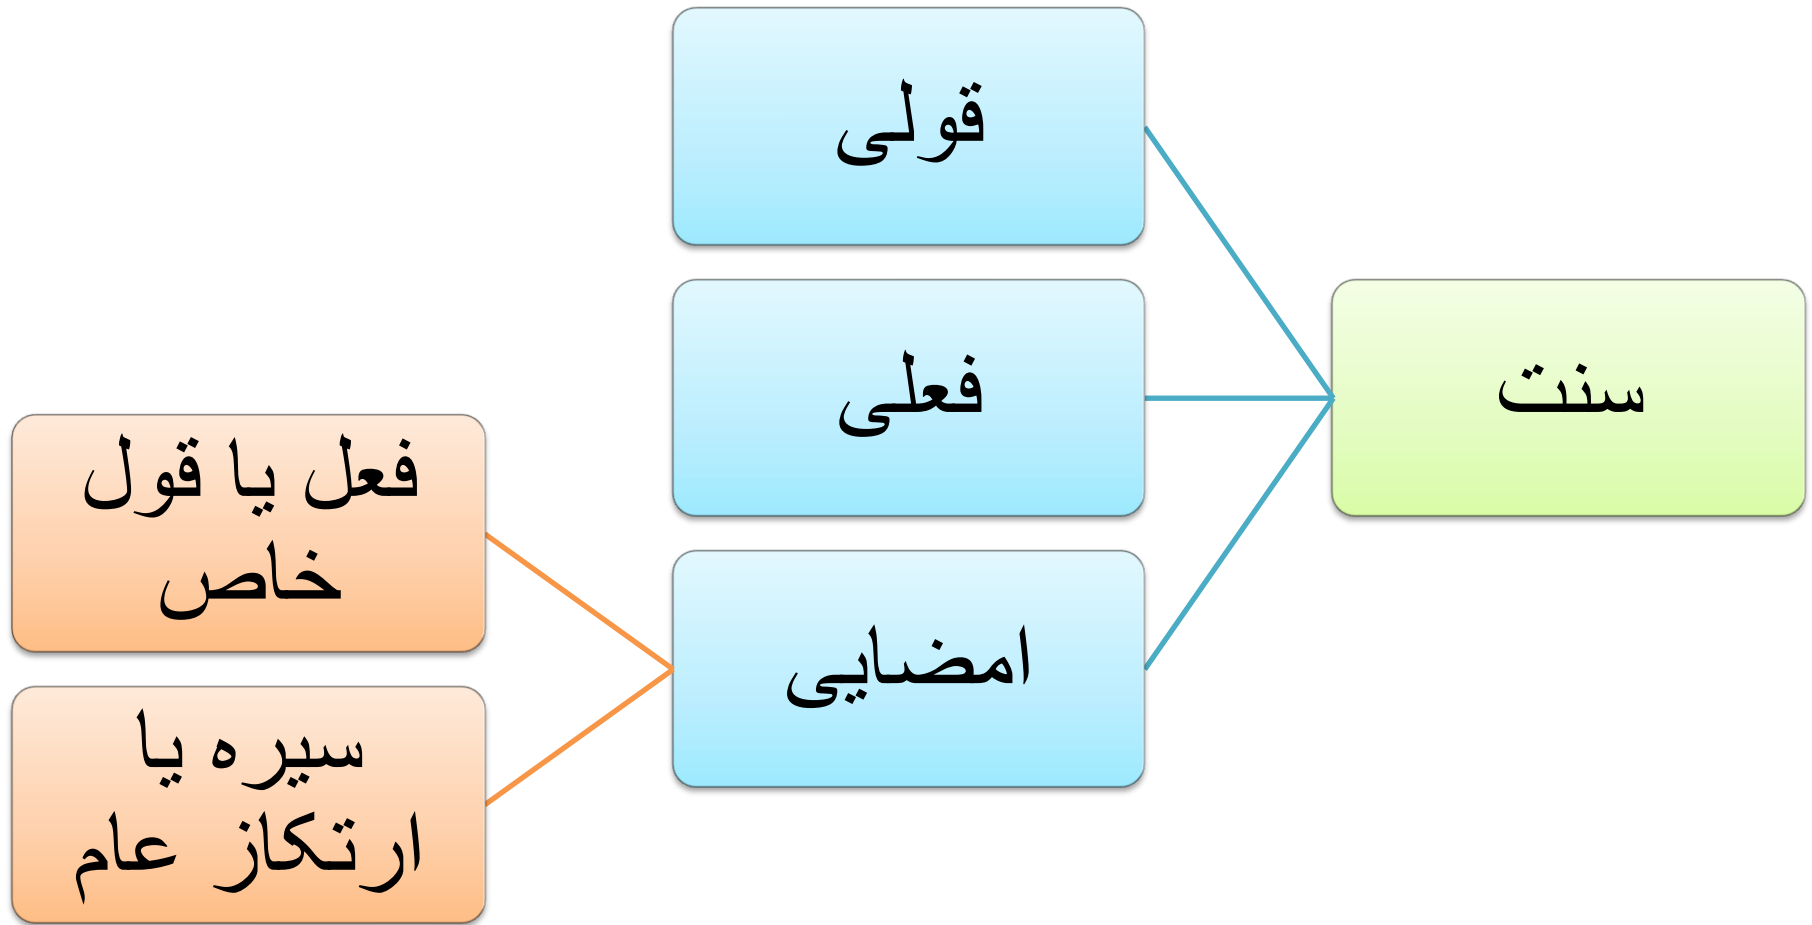 سنت
قولی
فعلی
امضایی
فعل یا قول
خاص
سیره یا
ارتکاز عام